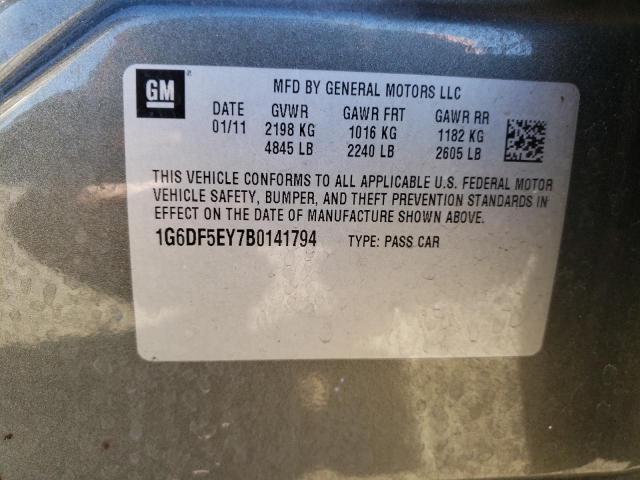 GM
MFD BY GENERAL MOTORS LLC
DATE GVWR GAWR FRT GAWR RR
01/11 2198 KG 1016 KG 1182 KG
4845 LB 2240 LB 2605 LB
THIS VEHICLE CONFORMS TO ALL APPLICABLE U.S. FEDERAL MOTOR
VEHICLE SAFETY, BUMPER, AND THEFT PREVENTION STANDARDS IN
EFFECT ON THE DATE OF MANUFACTURE SHOWN ABOVE.
1G6DF5EY7B0141794 TYPE: PASS CAR